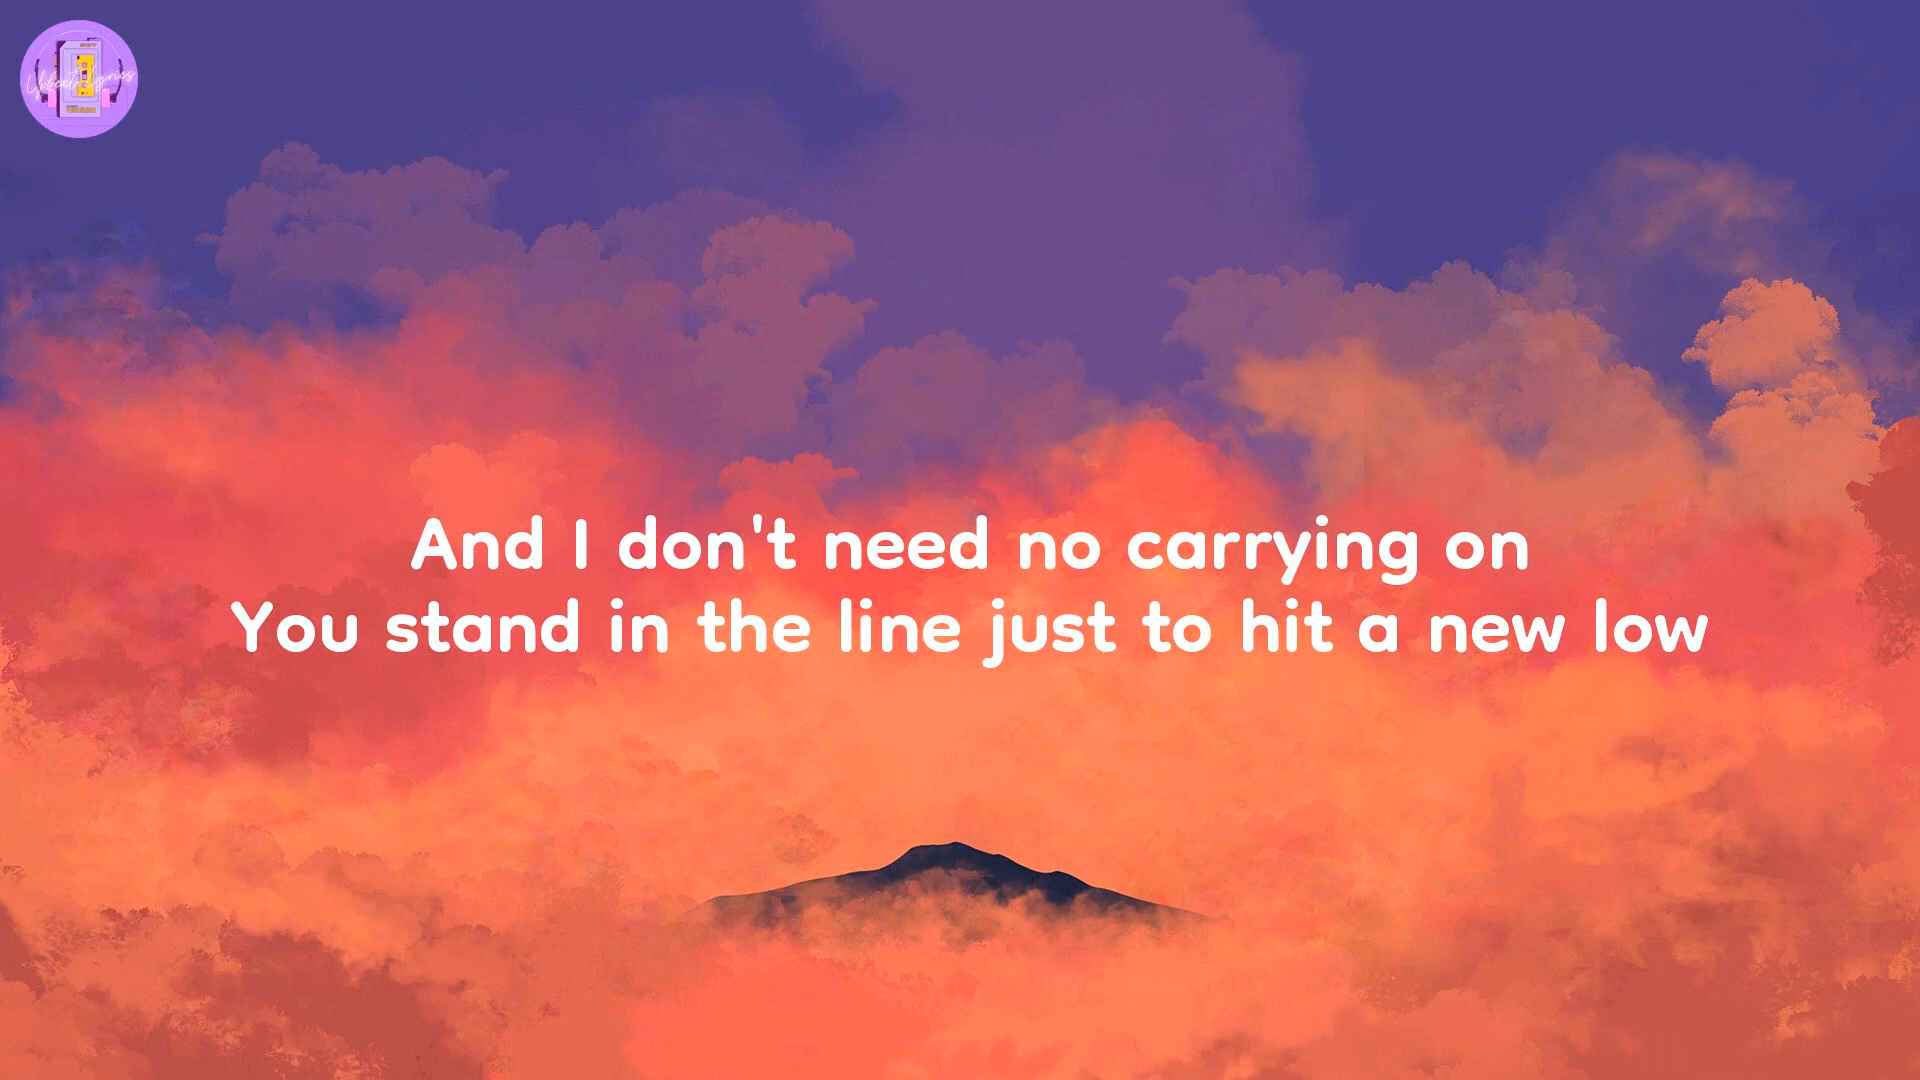 And I don't need no carrying on
You stand in the line just to hit a new low